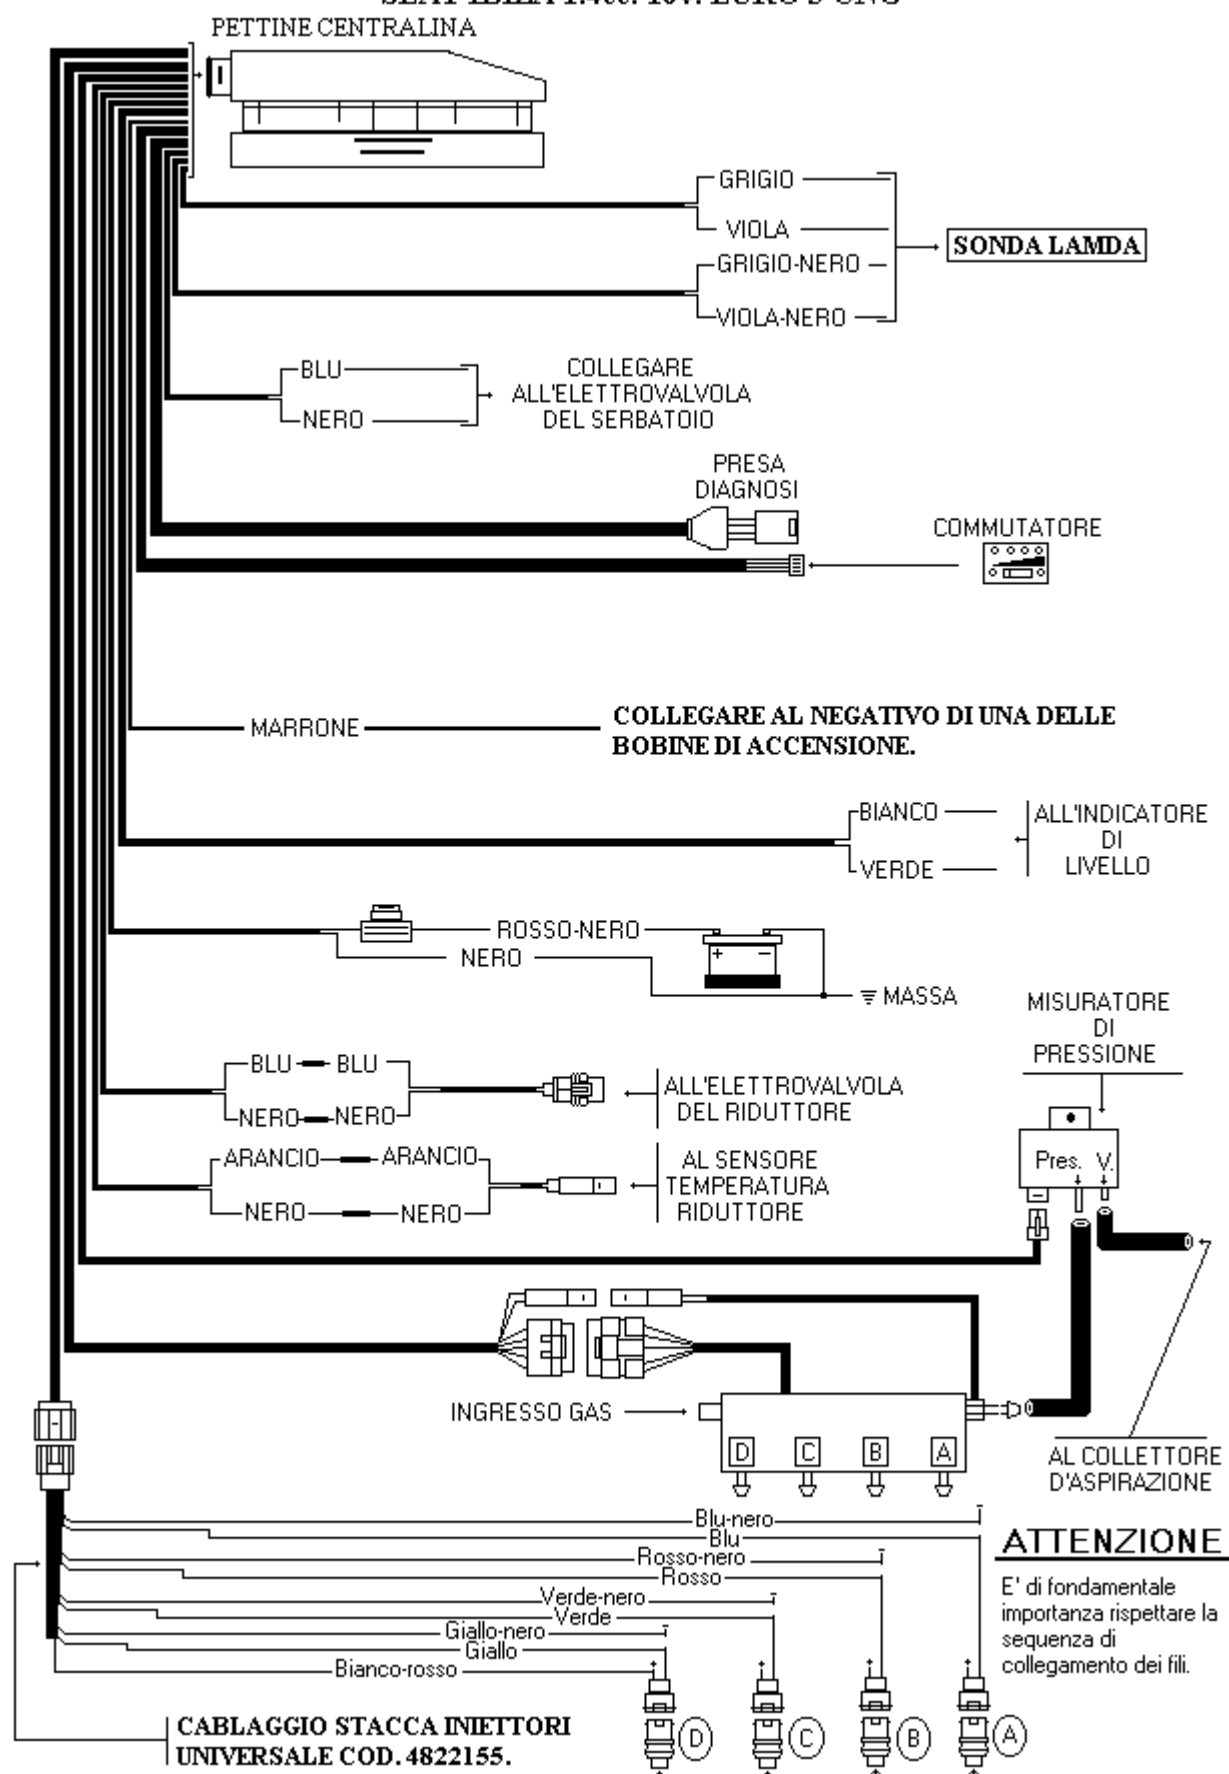 PETTINE CENTRALINA
GRIGIO
VIOLA
GRIGIO-NERO
VIOLA-NERO
SONDA LAMDA
BLU
NERO
COLLEGARE
ALL'ELETTROVALVOLA
DEL SERBATOIO
PRESA
DIAGNOSI
COMMUTATORE
MARRONE
COLLEGARE AL NEGATIVO DI UNA DELLE
BOBINE DI ACCENSIONE.
BIANCO
VERDE
ALL'INDICATORE
DI
LIVELLO
ROSSO-NERO
NERO
+ −
MASSA
MISURATORE
DI
PRESSIONE
BLU BLU
NERO NERO
ALL'ELETTROVALVOLA
DEL RIDUTTORE
Pres. V.
ARANCIO ARANCIO
NERO NERO
AL SENSORE
TEMPERATURA
RIDUTTORE
INGRESSO GAS
D C B A
AL COLLETTORE
D'ASPIRAZIONE
Blu-nero
Blu
Rosso-nero
Rosso
Verde-nero
Verde
Giallo-nero
Giallo
Bianco-rosso
ATTENZIONE
E' di fondamentale
importanza rispettare la
sequenza di
collegamento dei fili.
CABLAGGIO STACCA INIETTORI
UNIVERSALE COD. 4822155.
D C B A